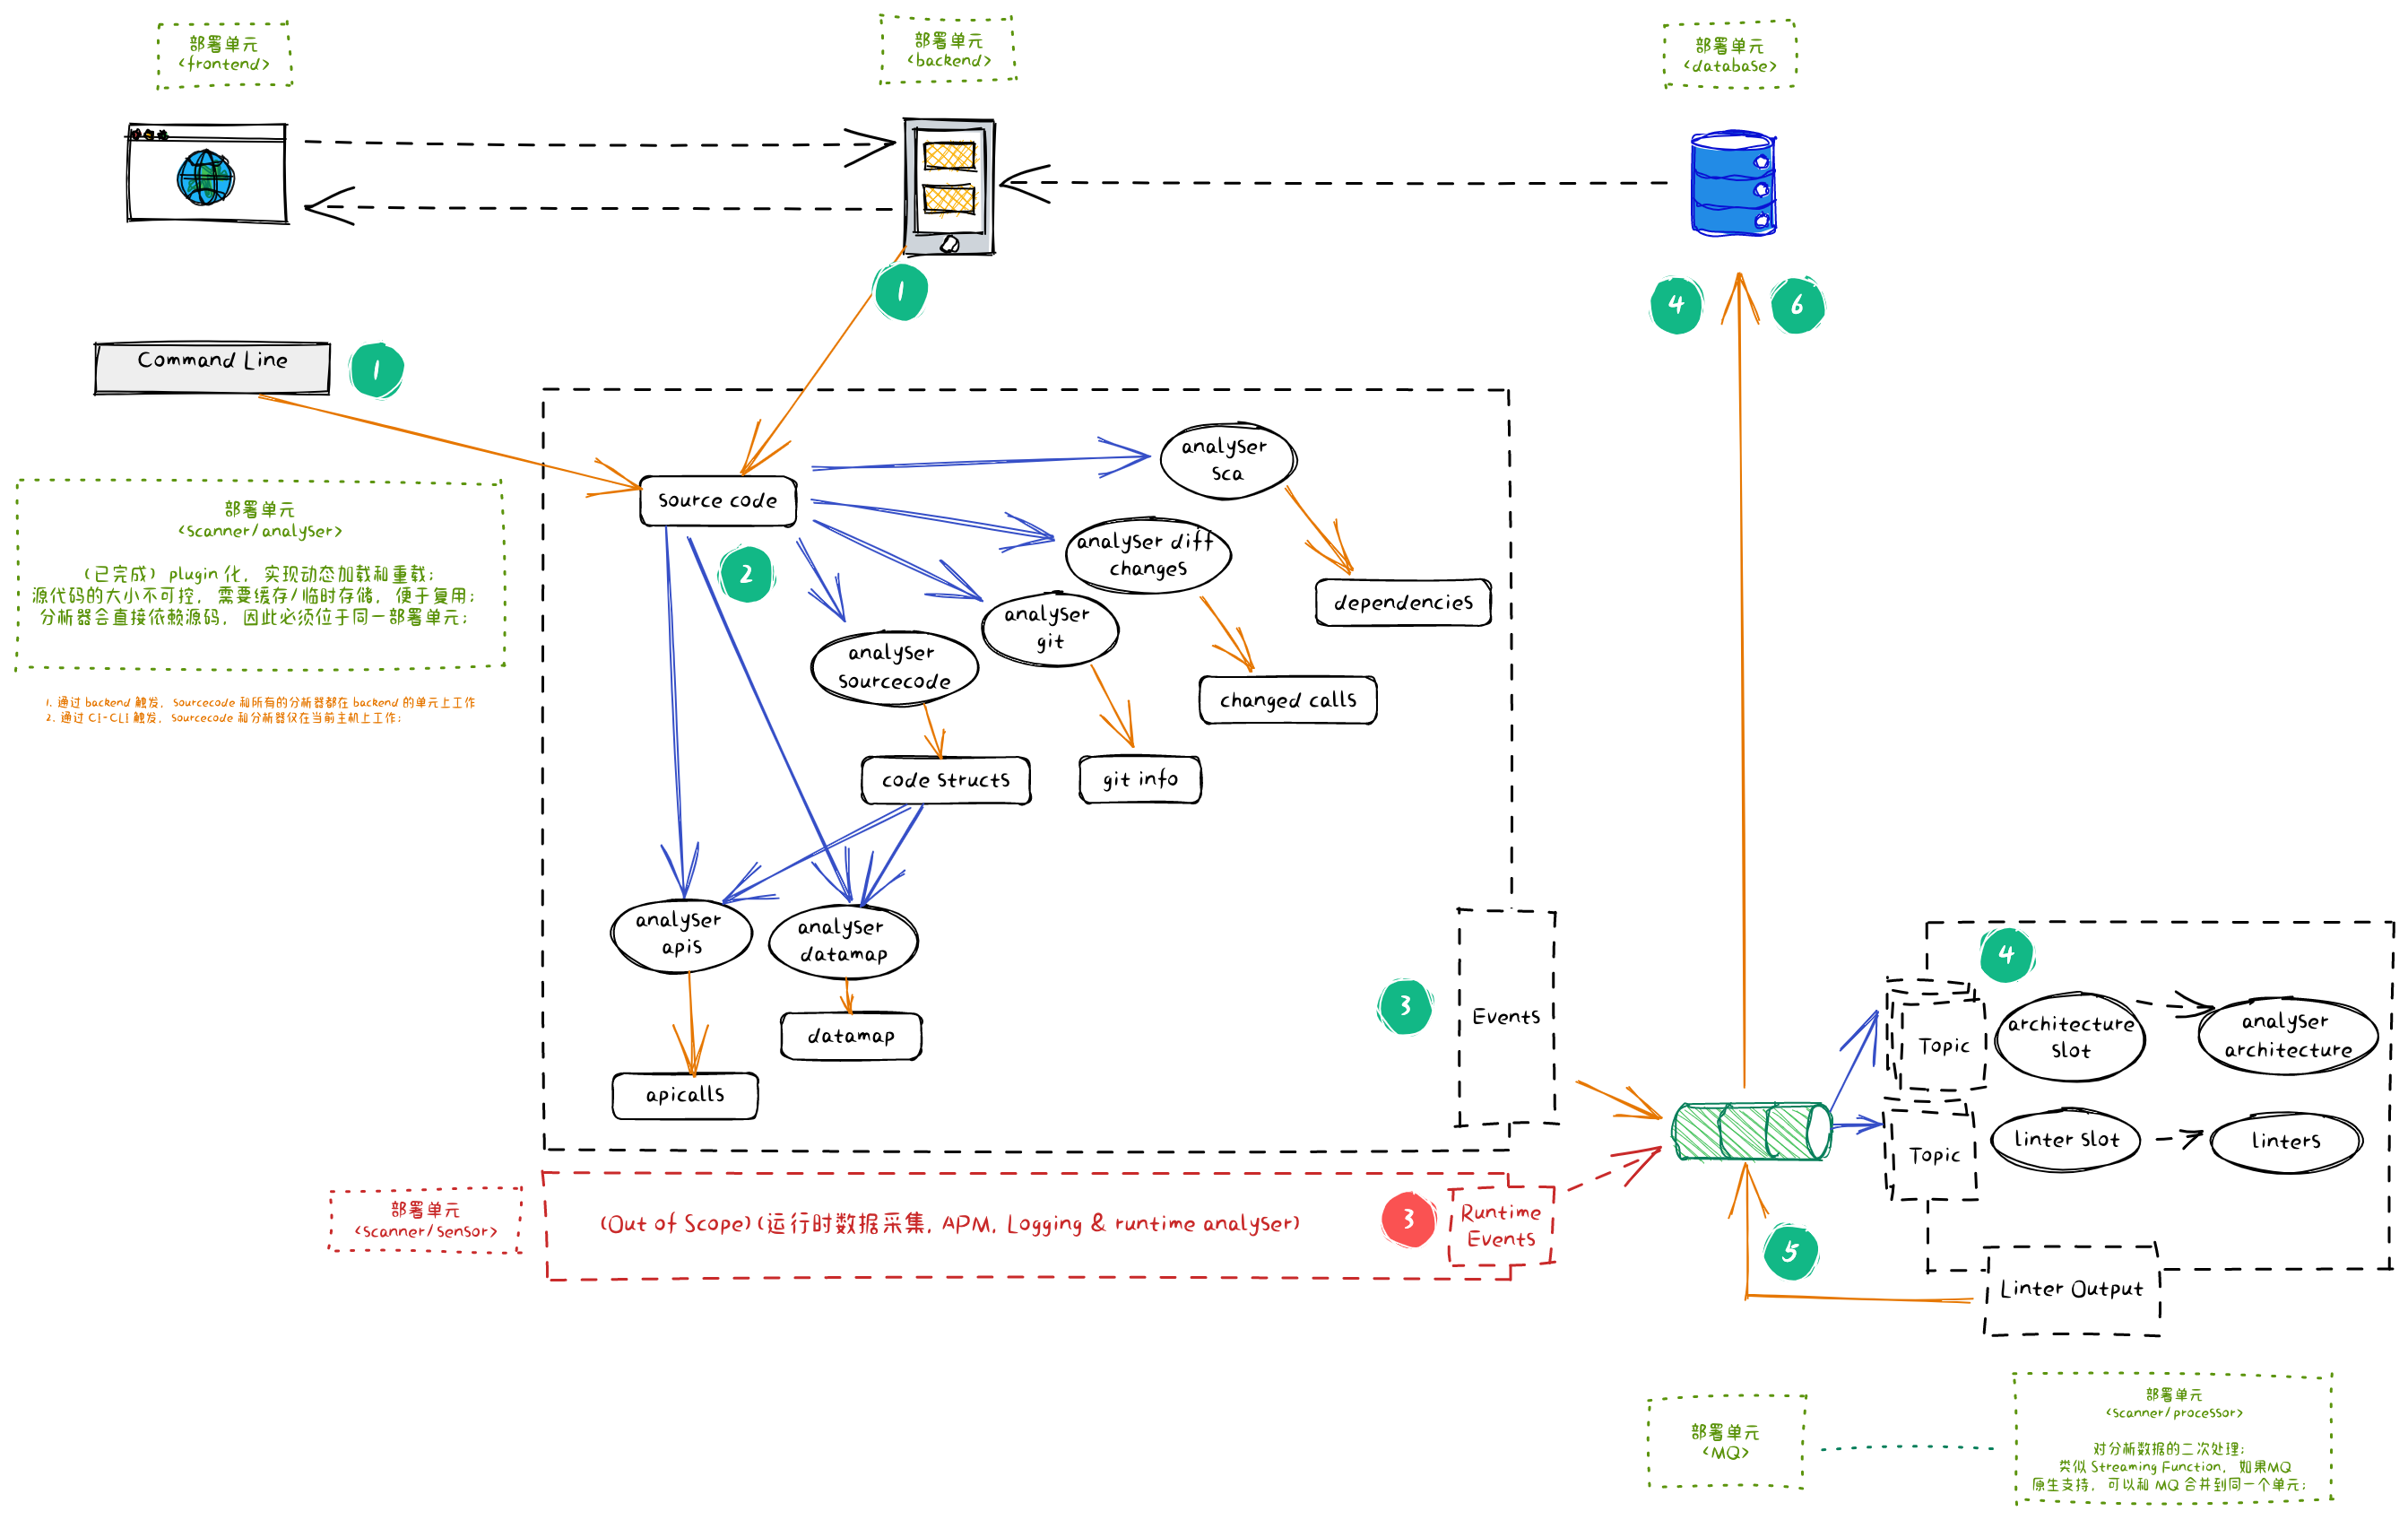 部署单元
<frontend>
部署单元
<backend>
部署单元
<database>
1
4
6
Command Line
1
部署单元
<scanner/analyser>
（已完成） plugin 化，实现动态加载和重载；
源代码的大小不可控，需要缓存/临时存储，便于复用；
分析器会直接依赖源码，因此必须位于同一部署单元；
1. 通过 backend 触发，sourcecode 和所有的分析器都在 backend 的单元上工作
2. 通过 CI-CLI 触发，sourcecode 和分析器仅在当前主机上工作；
source code
2
analyser
sca
analyser diff
changes
analyser
git
analyser
sourcecode
dependencies
changed calls
git info
code structs
analyser
apis
analyser
datamap
datamap
apicalls
3
Events
4
Topic
architecture
slot
analyser
architecture
Topic
linter slot
linters
部署单元
<scanner/sensor>
(Out of Scope)(运行时数据采集, APM, Logging & runtime analyser)
3
Runtime
Events
5
Linter Output
部署单元
<MQ>
部署单元
<scanner/processor>
对分析数据的二次处理；
类似 Streaming Function，如果MQ
原生支持，可以和 MQ 合并到同一个单元；